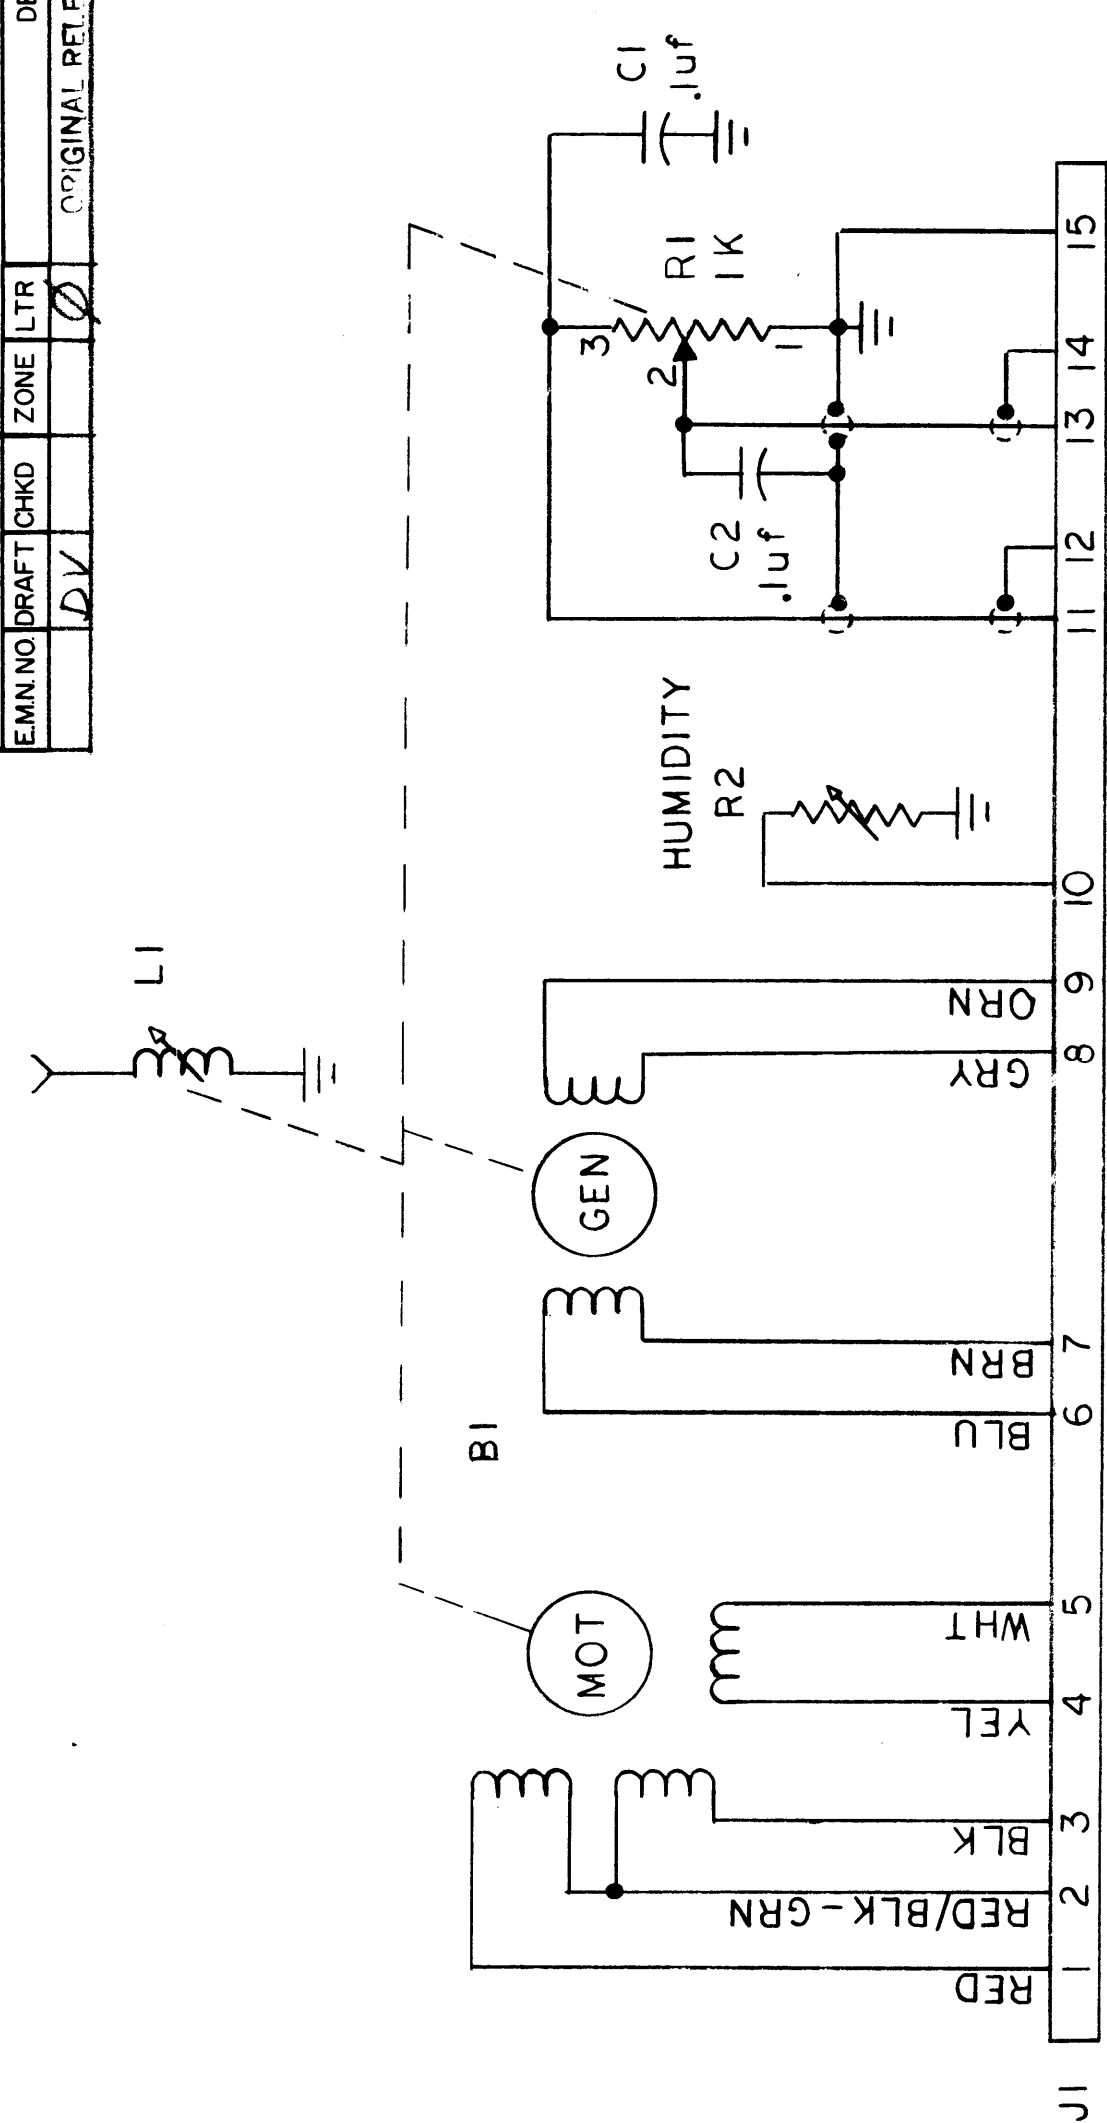 E.M.N. NO. DRAFT CHKD ZONE LTR
DV Ø ORIGINAL
L1
C1
.1uf
R1
1K
3
2
1
C2
.1uf
HUMIDITY
R2
GEN
B1
MOT
RED
RED/BLK-GRN
BLK
YEL
WHT
BLU
BRN
GRY
ORN
J1
1 2 3 4 5 6 7 8 9 10 11 12 13 14 15